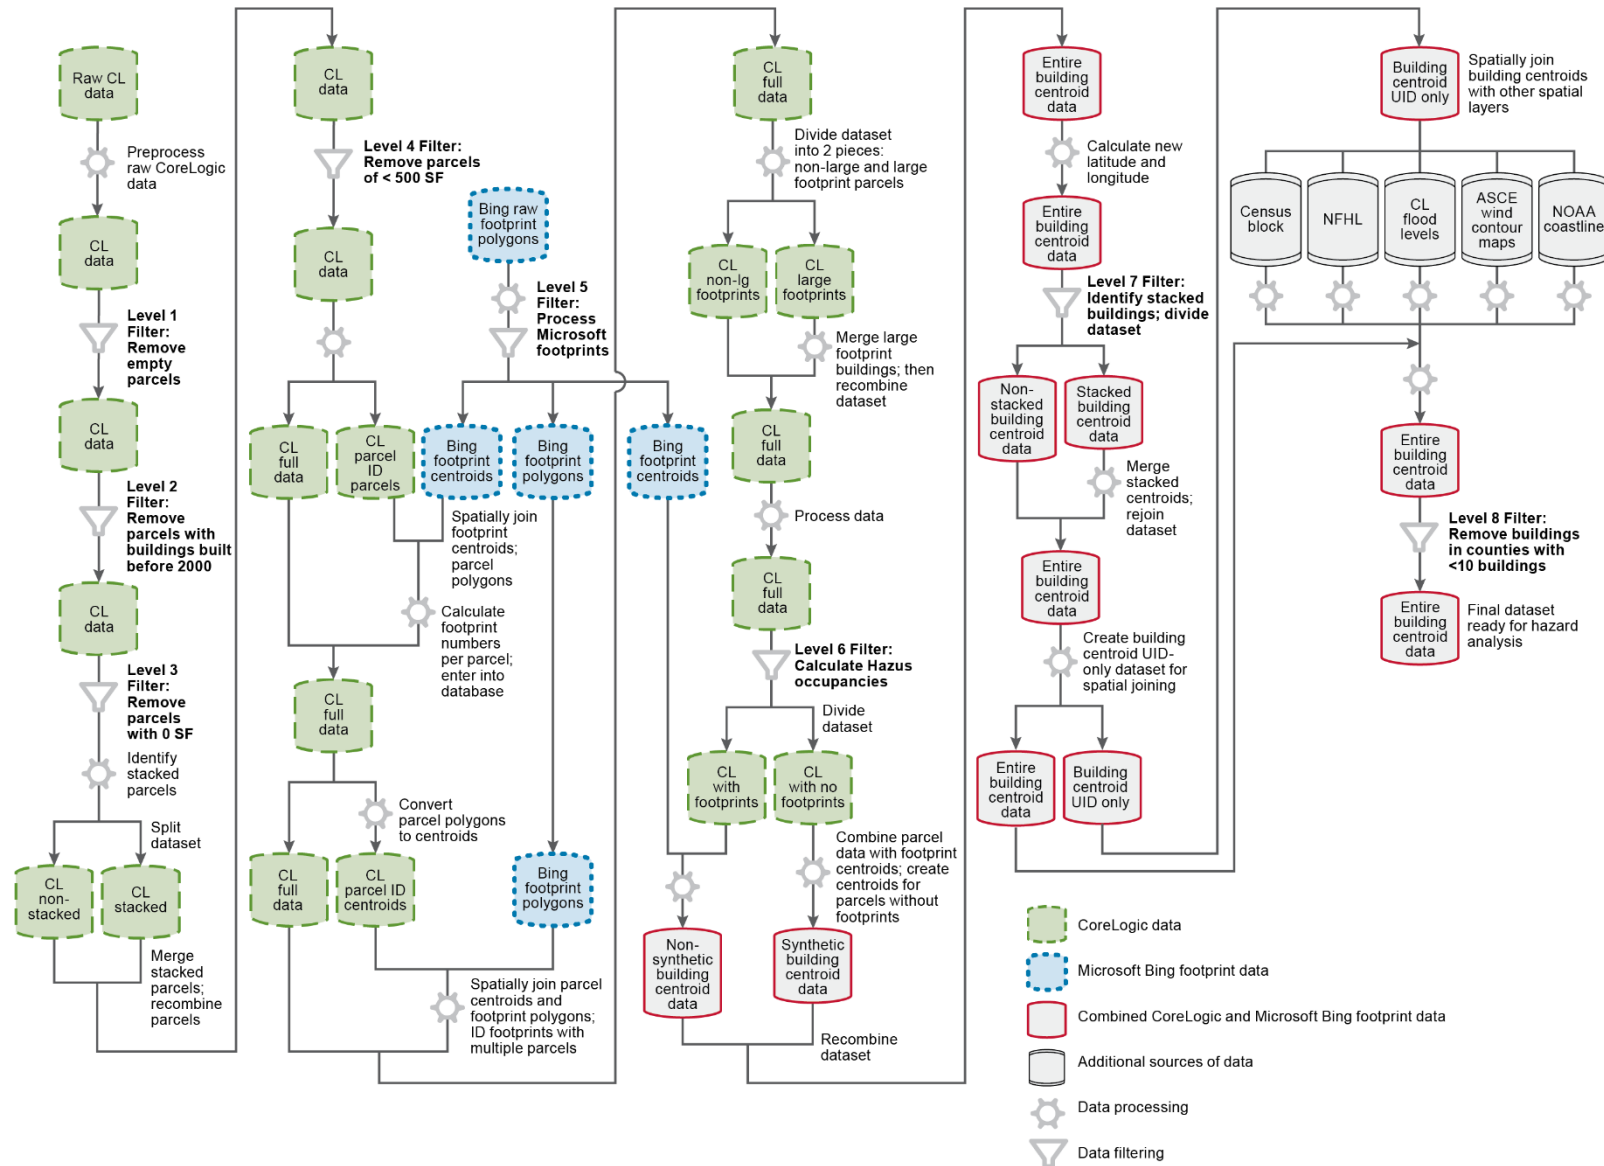 Raw CL
data
Preprocess
raw CoreLogic
data
CL
data
Level 1
Filter:
Remove
empty
parcels
CL
data
Level 2
Filter:
Remove
parcels with
buildings built
before 2000
CL
data
Level 3
Filter:
Remove
parcels
with 0 SF
Identify
stacked
parcels
Split
dataset
CL
non-
stacked
CL
stacked
Merge
stacked
parcels;
recombine
parcels
CL
data
Level 4 Filter:
Remove parcels
of < 500 SF
CL
data
Bing raw
footprint
polygons
Level 5
Filter:
Process
Microsoft
footprints
CL
full
data
CL
parcel
ID
parcels
Bing
footprint
centroids
Bing
footprint
polygons
Bing
footprint
centroids
Spatially join
footprint
centroids;
parcel
polygons
Calculate
footprint
numbers
per parcel;
enter into
database
CL
full
data
Convert
parcel polygons
to centroids
CL
full
data
CL
parcel ID
centroids
Bing
footprint
polygons
Spatially join parcel
centroids and
footprint polygons;
ID footprints with
multiple parcels
CL
full
data
Divide dataset
into 2 pieces:
non-large and large
footprint parcels
CL
non-lg
footprints
CL
large
footprints
Merge large
footprint
buildings; then
recombine
dataset
CL
full
data
Process data
CL
full
data
Level 6 Filter:
Calculate Hazus
occupancies
Divide
dataset
CL
with
footprints
CL
with no
footprints
Combine parcel
data with footprint
centroids; create
centroids for
parcels without
footprints
Non-
synthetic
building
centroid
data
Synthetic
building
centroid
data
Recombine
dataset
Entire
building
centroid
data
Calculate new
latitude and
longitude
Entire
building
centroid
data
Level 7 Filter:
Identify stacked
buildings; divide
dataset
Non-
stacked
building
centroid
data
Stacked
building
centroid
data
Merge
stacked
centroids;
rejoin
dataset
Entire
building
centroid
data
Create building
centroid UID-
only dataset for
spatial joining
Entire
building
centroid
data
Building
centroid
UID only
Building
centroid
UID only
Spatially join
building centroids
with other spatial
layers
Census
block
NFHL
CL
flood
levels
ASCE
wind
contour
maps
NOAA
coastline
Entire
building
centroid
data
Level 8 Filter:
Remove buildings
in counties with
<10 buildings
Entire
building
centroid
data
Final dataset
ready for hazard
analysis
CoreLogic data
Microsoft Bing footprint data
Combined CoreLogic and Microsoft Bing footprint data
Additional sources of data
Data processing
Data filtering